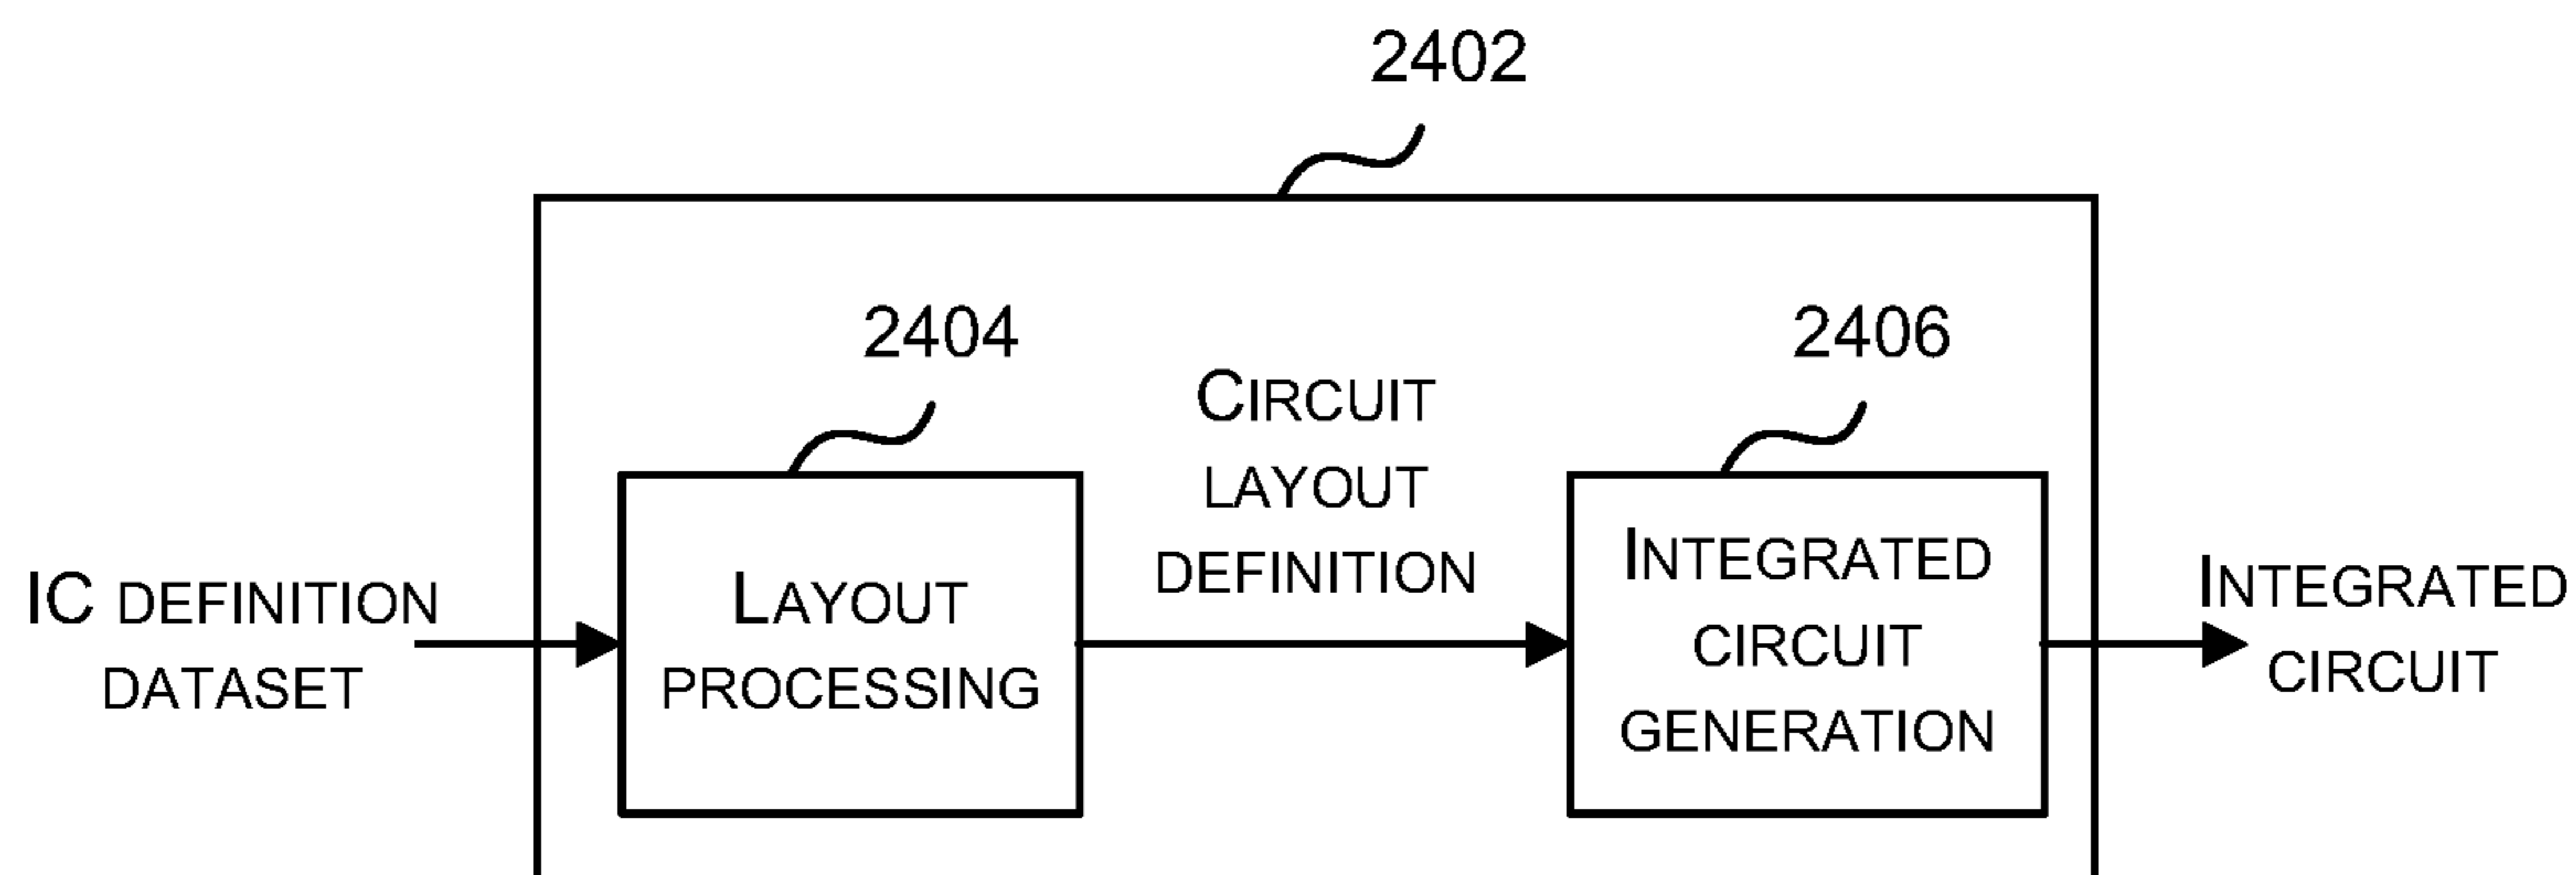 2402
2404
2406
CIRCUIT
LAYOUT
DEFINITION
IC DEFINITION
DATASET
LAYOUT
PROCESSING
INTEGRATED
CIRCUIT
GENERATION
INTEGRATED
CIRCUIT